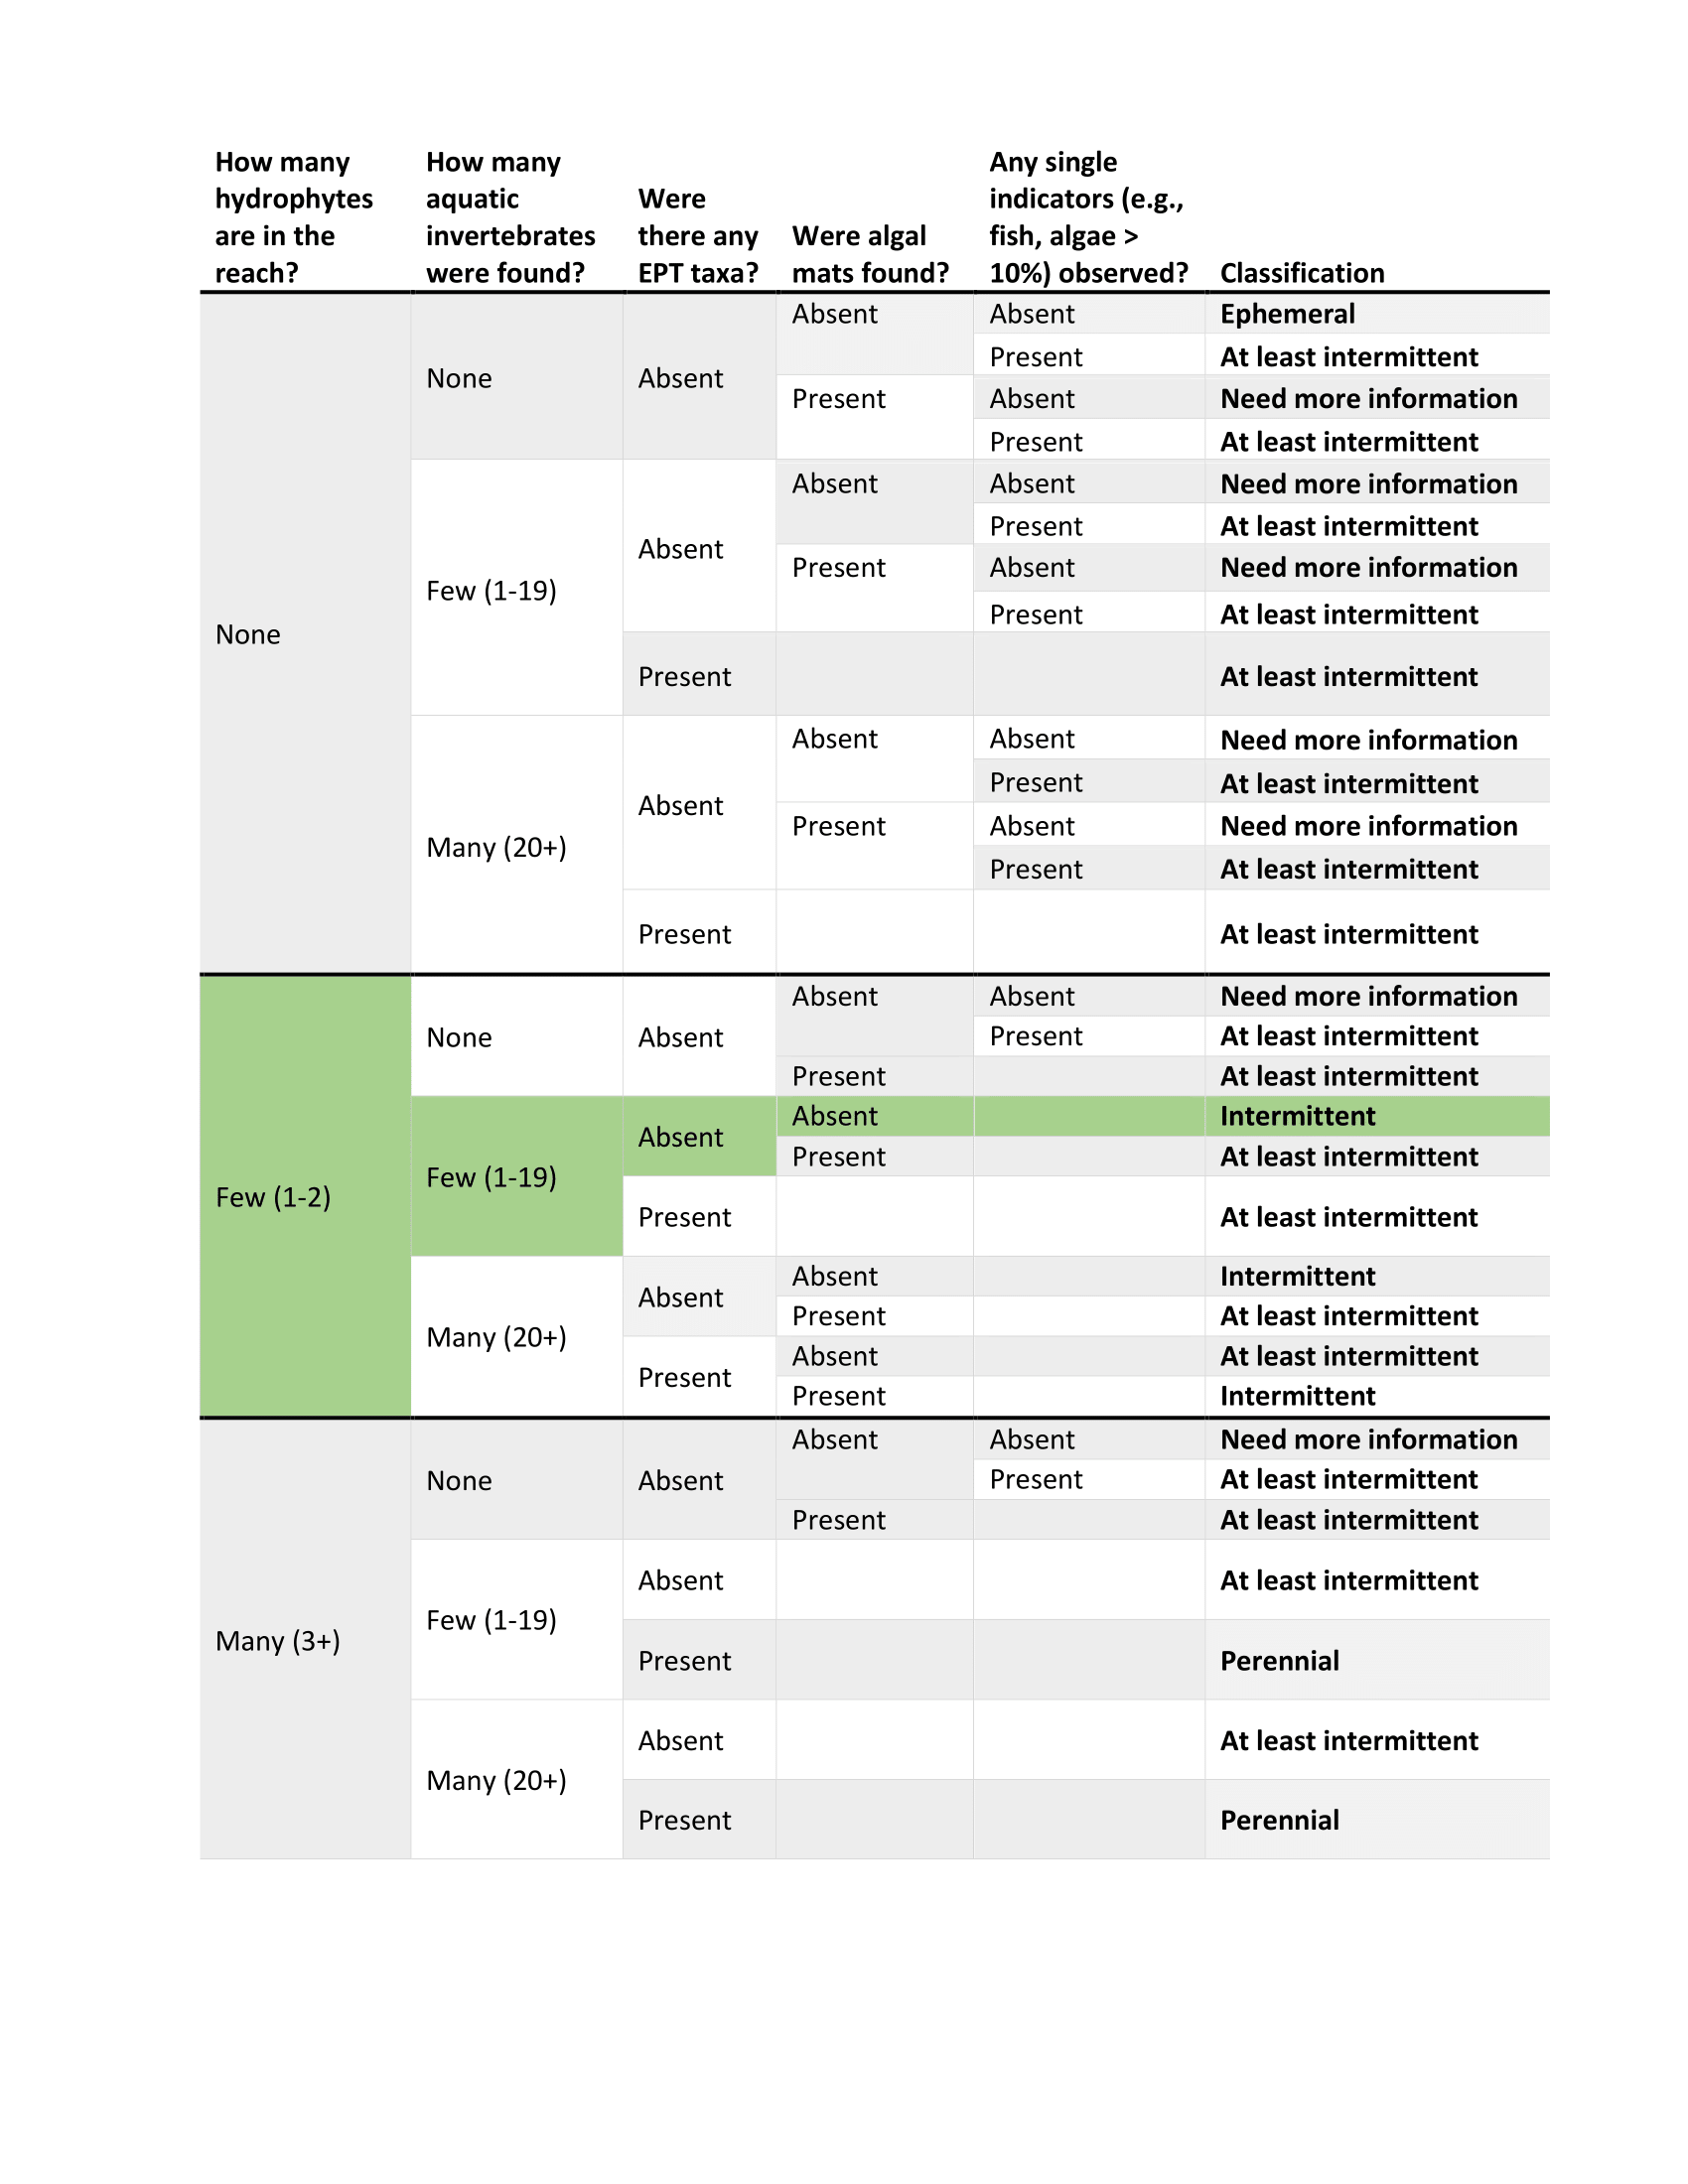 How many
hydrophytes
are in the
reach?
How many
aquatic
invertebrates
were found?
Were
there any
EPT taxa?
Were algal
mats found?
Any single
indicators (e.g.,
fish, algae >
10%) observed?
Classification
None
None
Absent
Absent
Absent
Ephemeral
Present
At least intermittent
Present
Absent
Need more information
Present
At least intermittent
Few (1-19)
Absent
Absent
Absent
Need more information
Present
At least intermittent
Present
Absent
Need more information
Present
At least intermittent
Present
At least intermittent
Many (20+)
Absent
Absent
Absent
Need more information
Present
At least intermittent
Present
Absent
Need more information
Present
At least intermittent
Present
At least intermittent
Few (1-2)
None
Absent
Absent
Absent
Need more information
Present
At least intermittent
Present
At least intermittent
Few (1-19)
Absent
Absent
Intermittent
Present
At least intermittent
Present
At least intermittent
Many (20+)
Absent
Absent
Intermittent
Present
At least intermittent
Present
Absent
At least intermittent
Present
Intermittent
Many (3+)
None
Absent
Absent
Absent
Need more information
Present
At least intermittent
Present
At least intermittent
Few (1-19)
Absent
At least intermittent
Present
Perennial
Many (20+)
Absent
At least intermittent
Present
Perennial